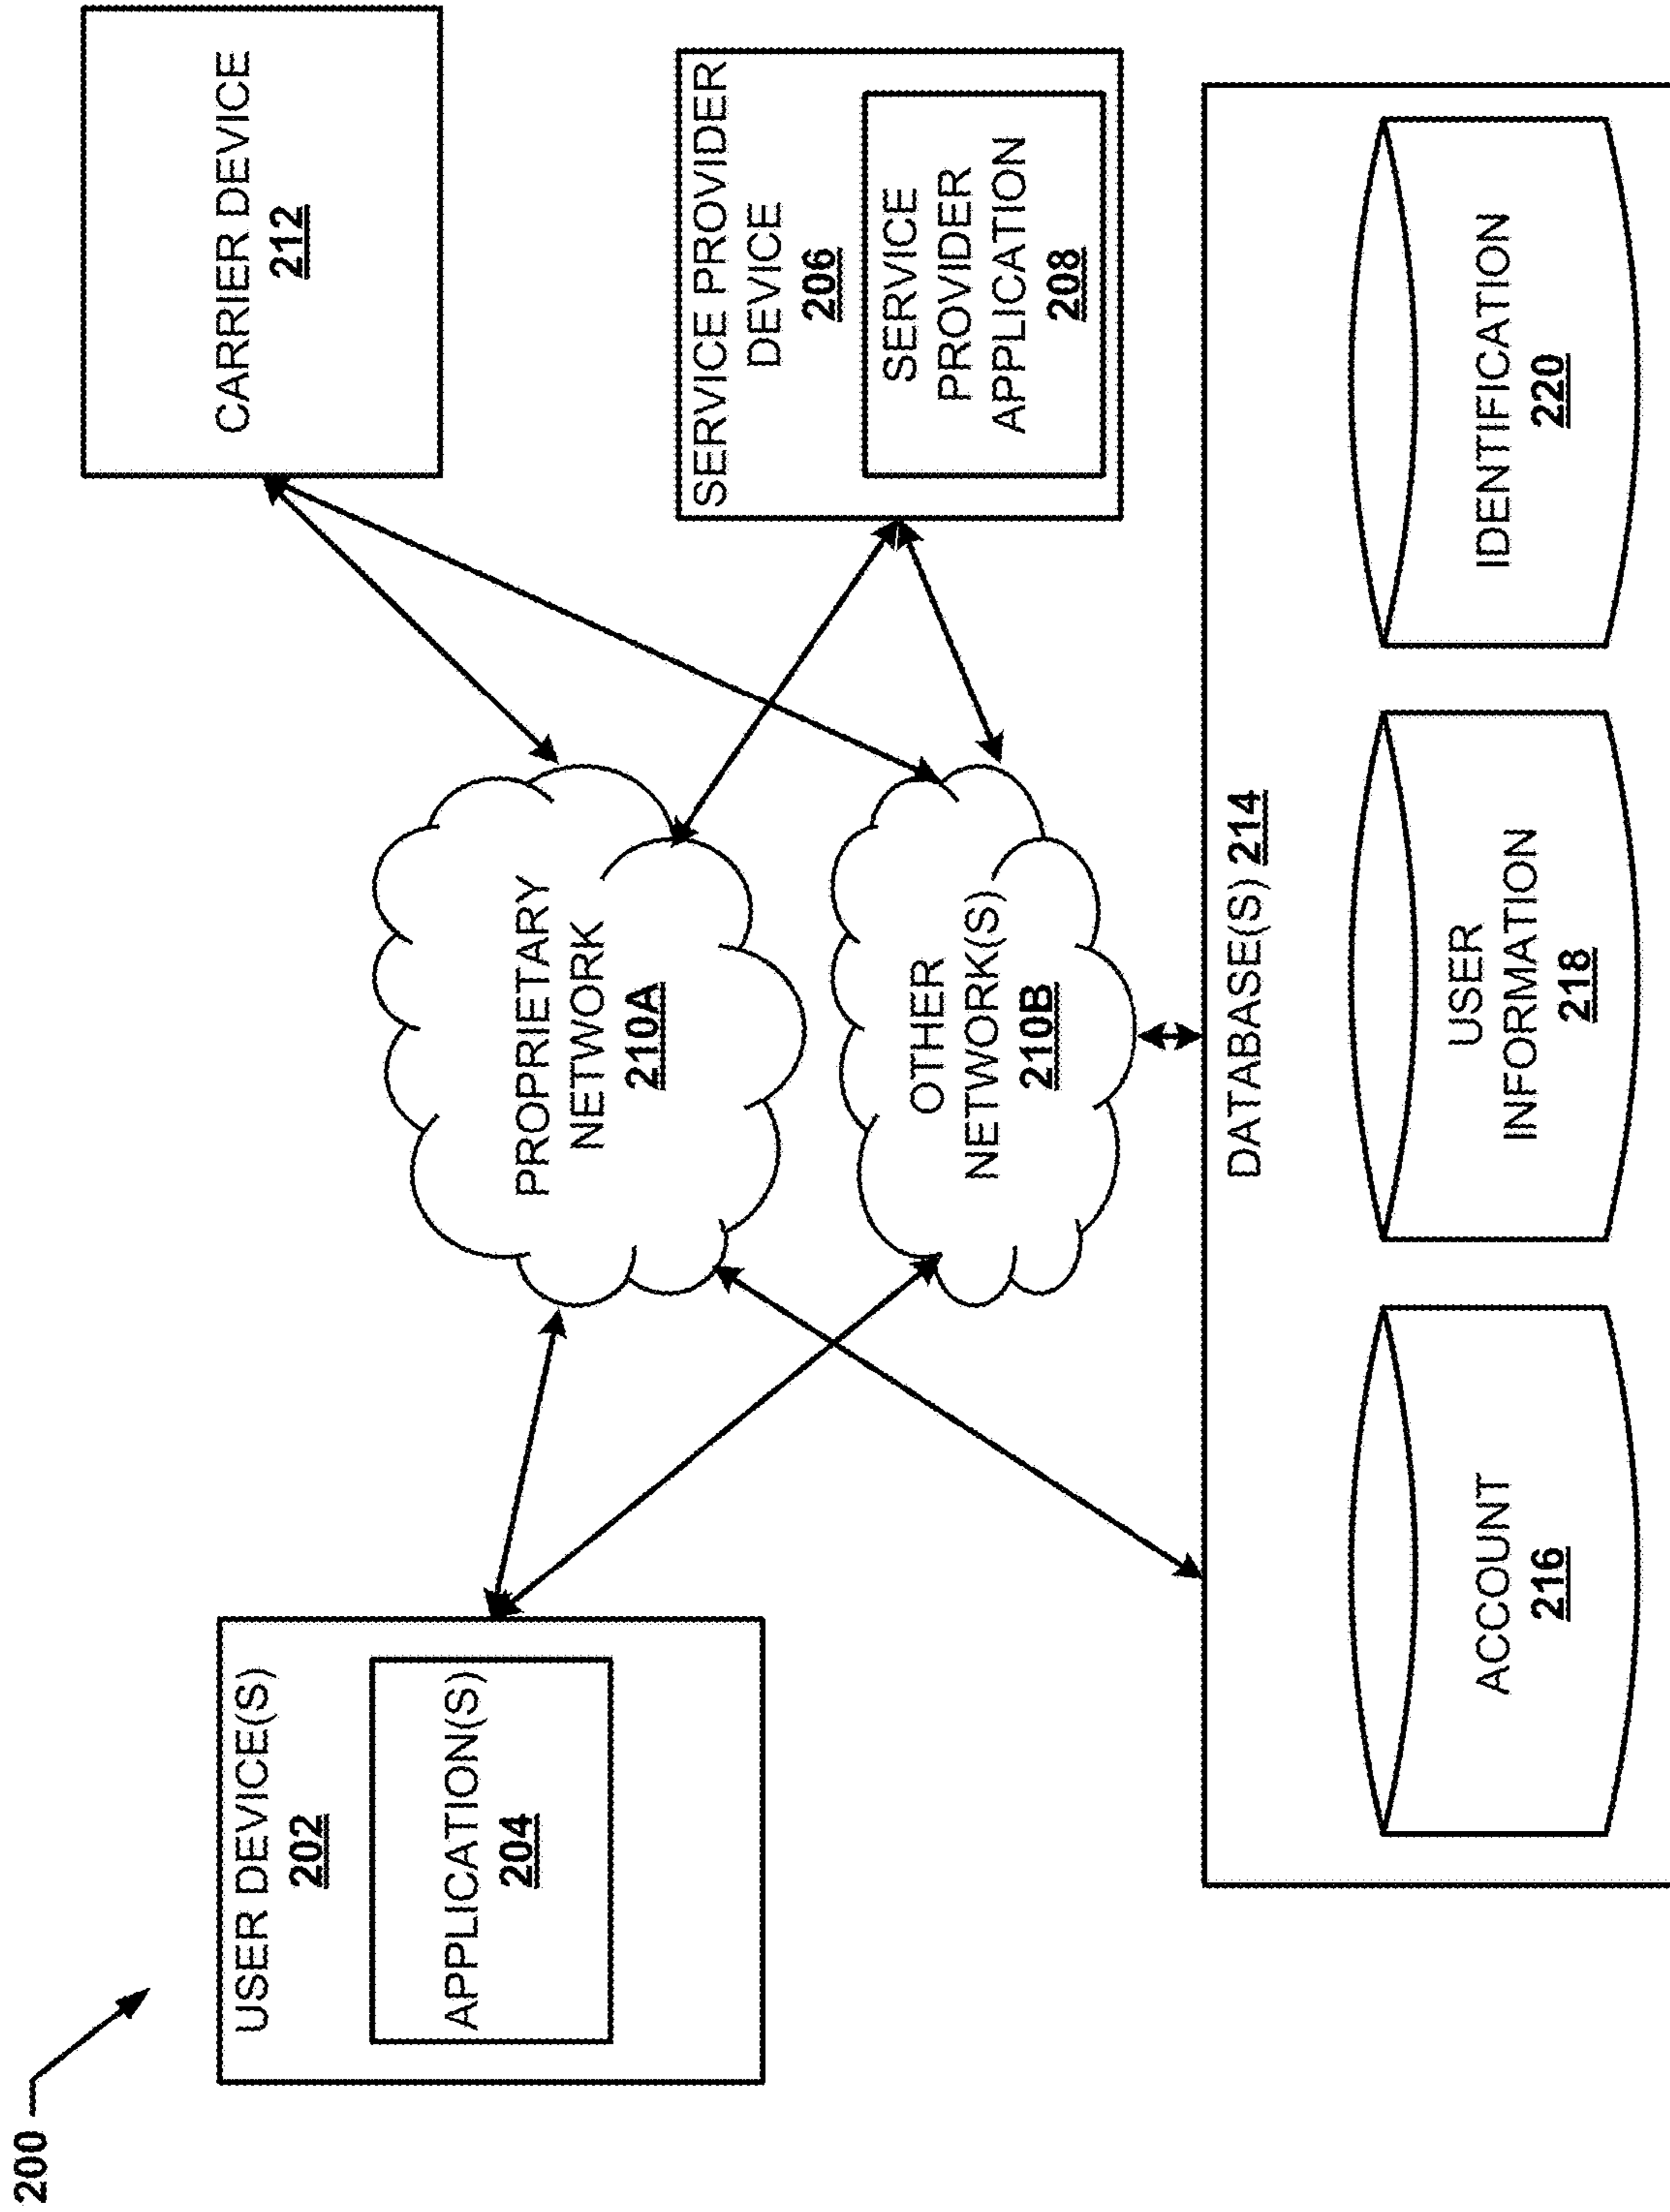 200
USER DEVICE(S)
202
APPLICATION(S)
204
PROPRIETARY
NETWORK
210A
OTHER
NETWORK(S)
210B
CARRIER DEVICE
212
SERVICE PROVIDER
DEVICE
206
SERVICE
PROVIDER
APPLICATION
208
DATABASE(S) 214
ACCOUNT
216
USER
INFORMATION
218
IDENTIFICATION
220